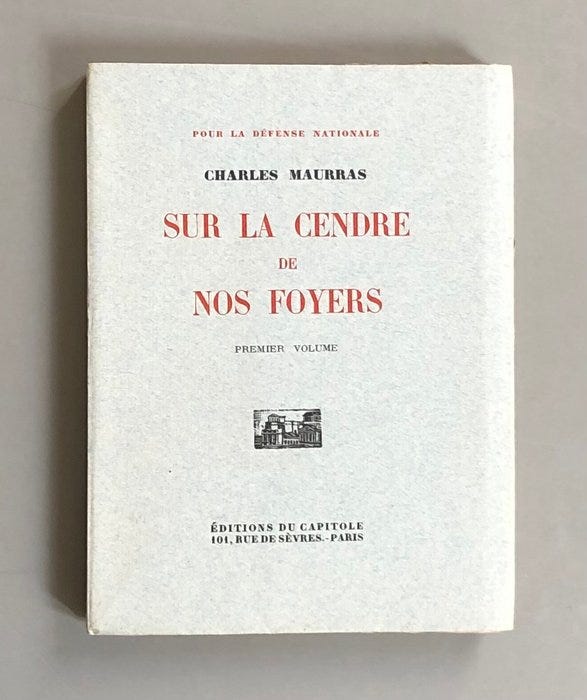 POUR LA DÉFENSE NATIONALE
CHARLES MAURRAS
SUR LA CENDRE
DE
NOS FOYERS
PREMIER VOLUME
ÉDITIONS DU CAPITOLE
101, RUE DE SÈVRES.-PARIS